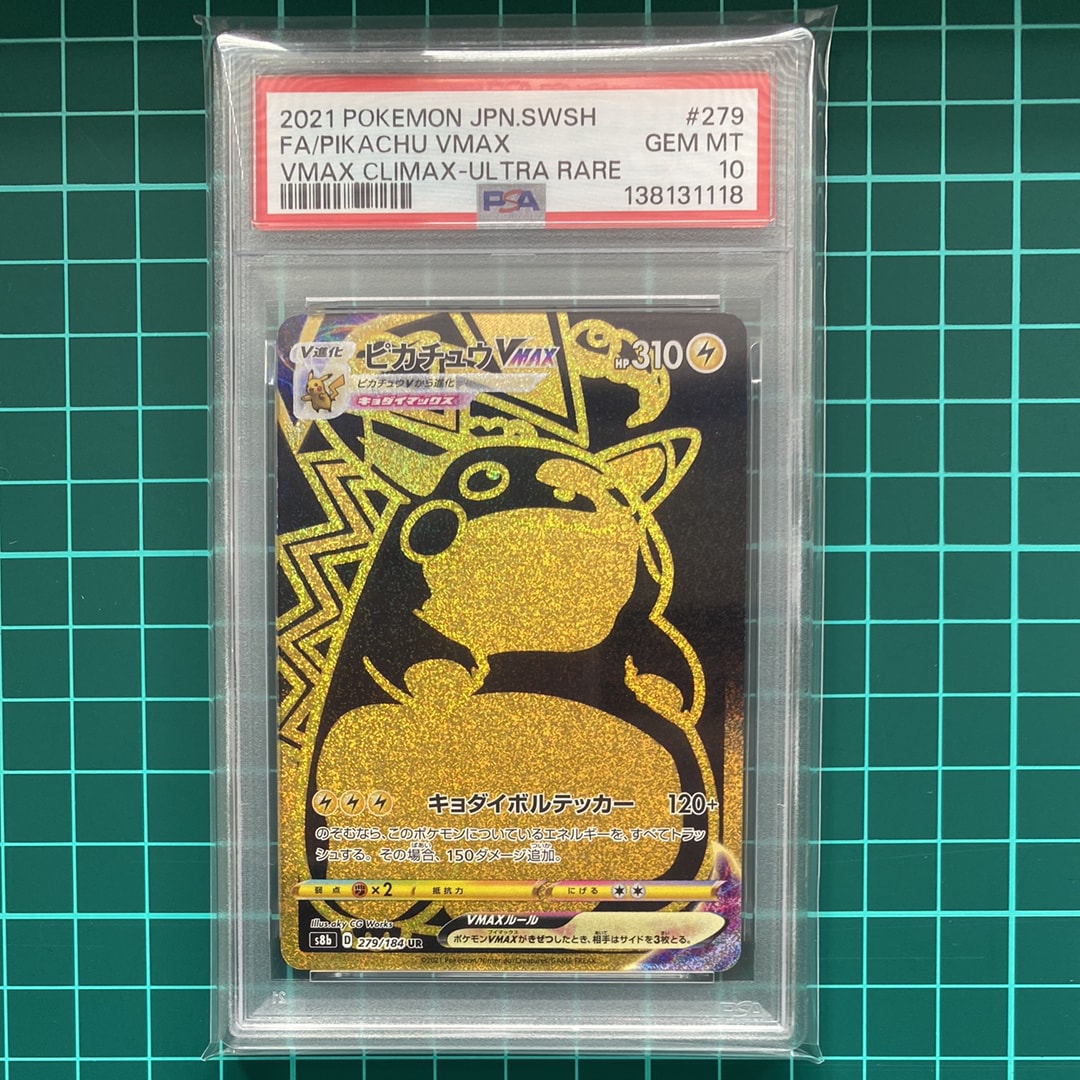 2021 POKEMON JPN.SWSH #279
FA/PIKACHU VMAX GEM MT
VMAX CLIMAX-ULTRA RARE 10
PSA 138131118
V進化 ピカチュウVMAX HP310
ピカチュウVから進化
キョダイマックス
キョダイボルテッカー 120+
のぞむなら、このポケモンについているエネルギーを、すべてトラッ
シュする。その場合、150ダメージ追加。
弱点 ×2 抵抗力 にげる
Illus.aky CG Works
VMAXルール
ポケモンVMAXがきぜつしたとき、相手はサイドを3枚とる。
s8b D 279/184 UR
©2021 Pokémon/Nintendo/Creatures/GAME FREAK